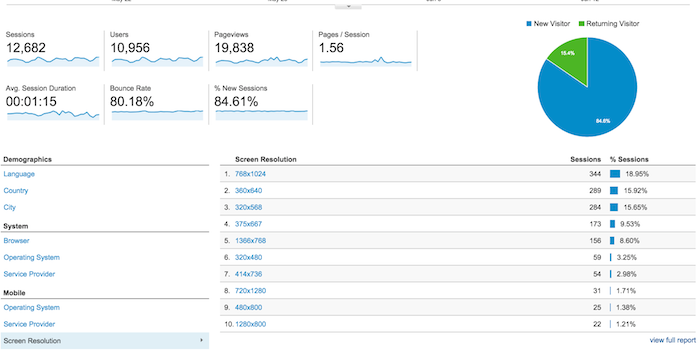 New Visitor Returning Visitor
Sessions Users Pageviews Pages / Session
12,682 10,956 19,838 1.56
15.4%
84.6%
Avg. Session Duration Bounce Rate % New Sessions
00:01:15 80.18% 84.61%
Demographics
Language
Country
City
System
Browser
Operating System
Service Provider
Mobile
Operating System
Service Provider
Screen Resolution
Screen Resolution Sessions % Sessions
1. 768x1024 344 18.95%
2. 360x640 289 15.92%
3. 320x568 284 15.65%
4. 375x667 173 9.53%
5. 1366x768 156 8.60%
6. 320x480 59 3.25%
7. 414x736 54 2.98%
8. 720x1280 31 1.71%
9. 480x800 25 1.38%
10. 1280x800 22 1.21%
view full report